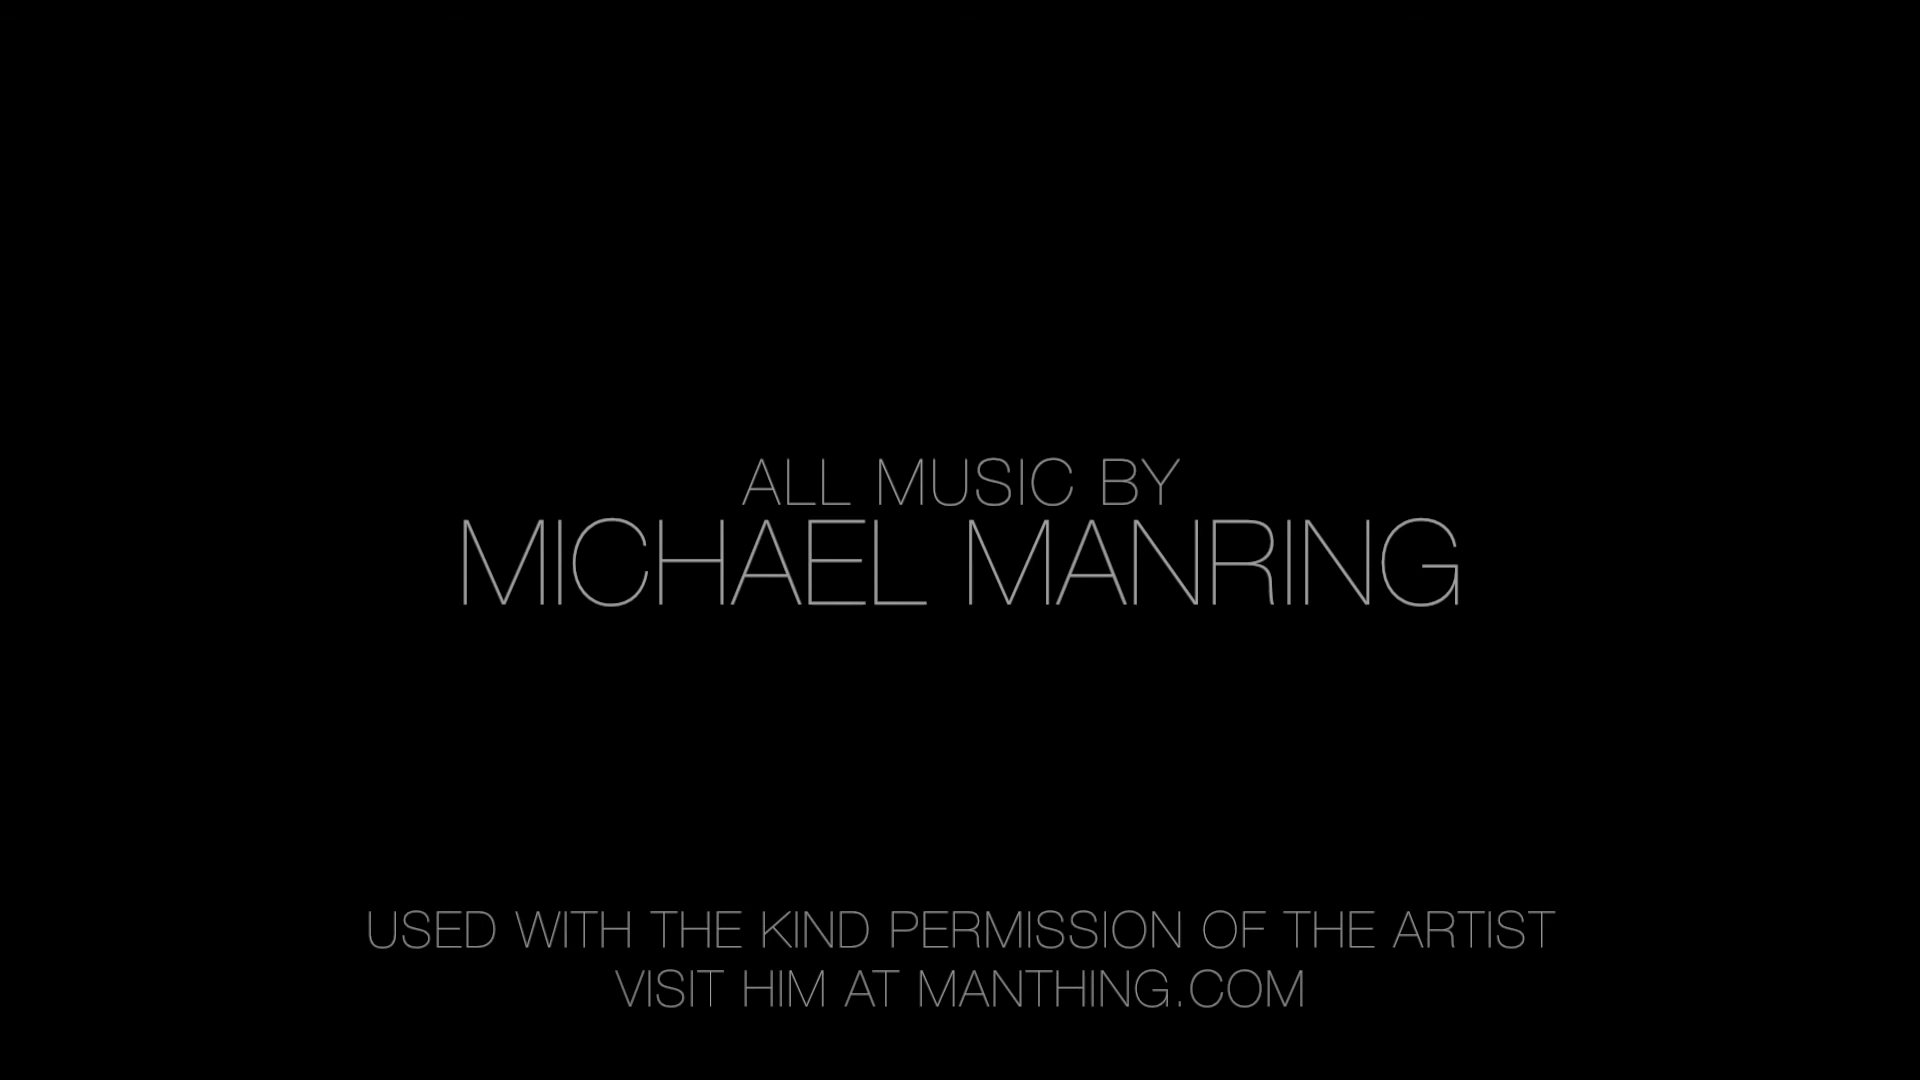 ALL MUSIC BY
MICHAEL MANRING
USED WITH THE KIND PERMISSION OF THE ARTIST
VISIT HIM AT MANTHING.COM